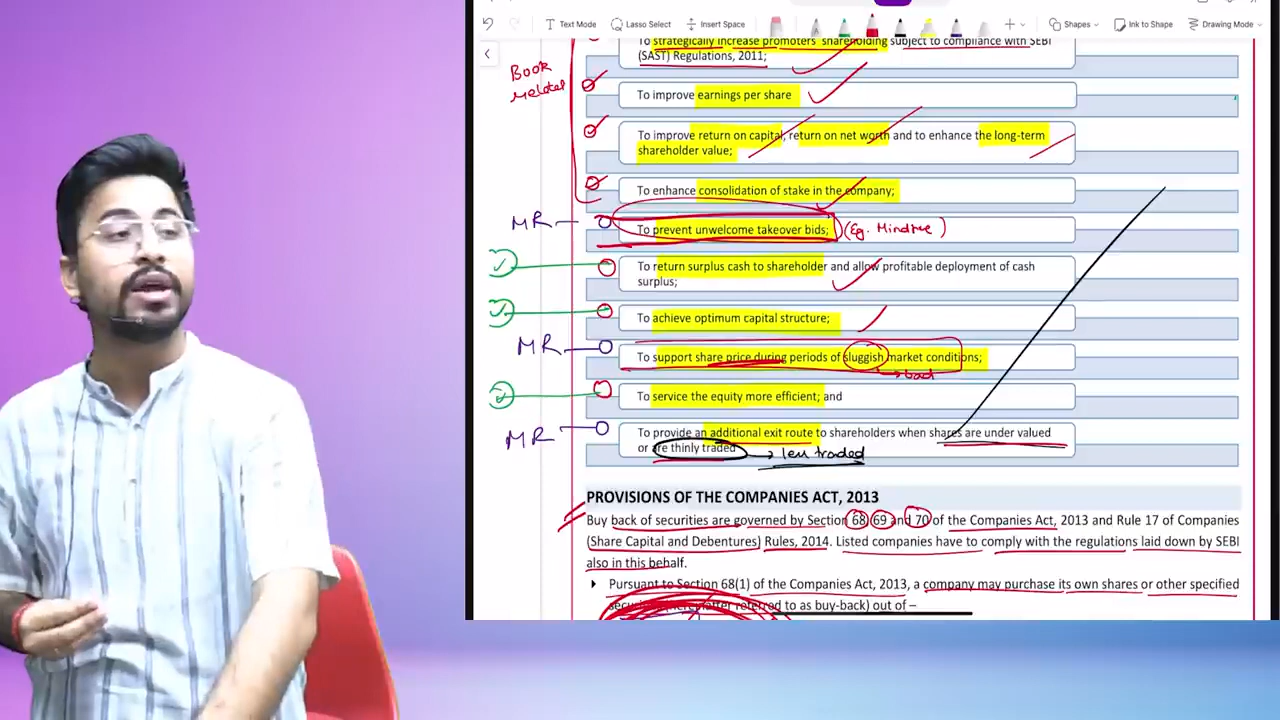 Text Mode Lasso Select Insert Space Shapes Ink to Shape Drawing Mode
To strategically increase promoters' shareholding subject to compliance with SEBI
(SAST) Regulations, 2011;
Book
Related
To improve earnings per share
To improve return on capital, return on net worth and to enhance the long-term
shareholder value;
To enhance consolidation of stake in the company;
MR
To prevent unwelcome takeover bids; (Eg. Mindtree)
To return surplus cash to shareholder and allow profitable deployment of cash
surplus;
To achieve optimum capital structure;
MR
To support share price during periods of sluggish market conditions;
bad
To service the equity more efficient; and
MR
To provide an additional exit route to shareholders when shares are under valued
or are thinly traded less traded
PROVISIONS OF THE COMPANIES ACT, 2013
Buy back of securities are governed by Section 68, 69 and 70 of the Companies Act, 2013 and Rule 17 of Companies
(Share Capital and Debentures) Rules, 2014. Listed companies have to comply with the regulations laid down by SEBI
also in this behalf.
Pursuant to Section 68(1) of the Companies Act, 2013, a company may purchase its own shares or other specified
securities (hereinafter referred to as buy-back) out of –